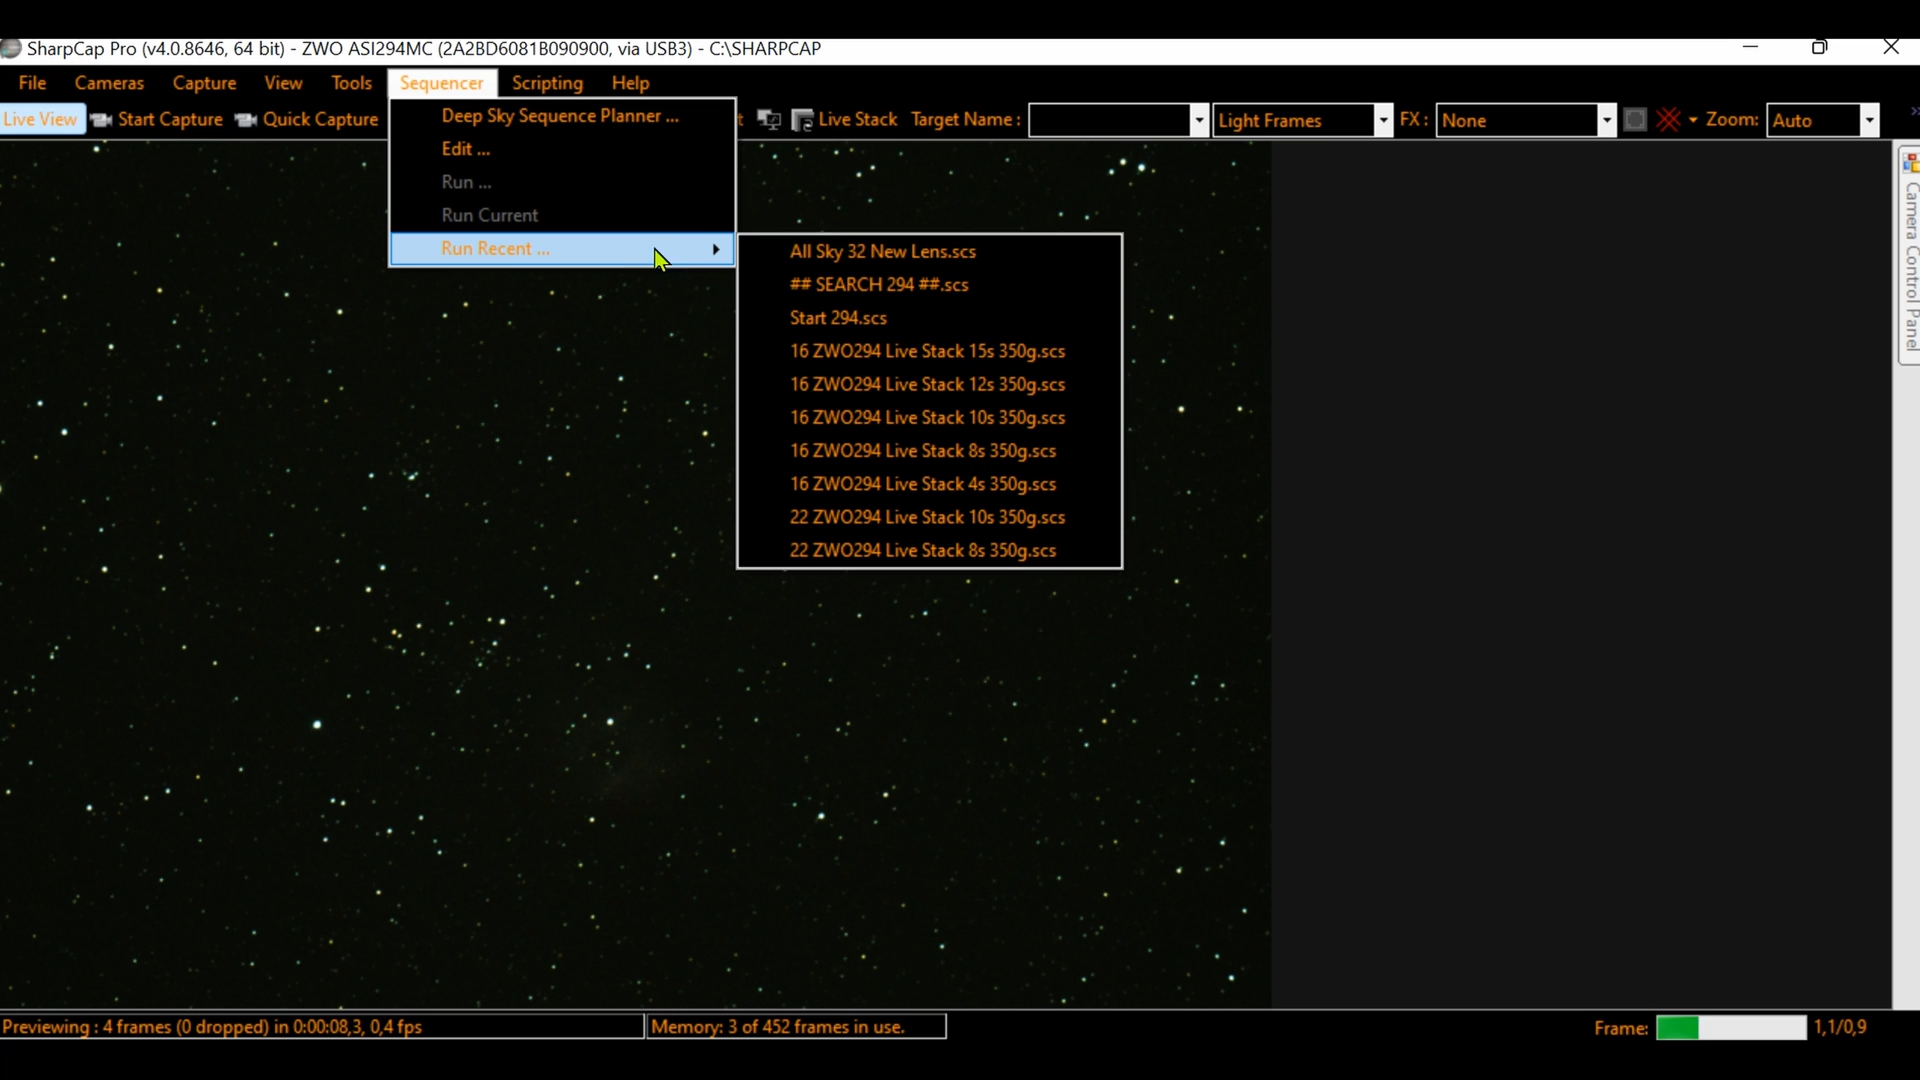 SharpCap Pro (v4.0.8646, 64 bit) - ZWO ASI294MC (2A2BD6081B090900, via USB3) - C:\SHARPCAP
File Cameras Capture View Tools Sequencer Scripting Help
Live View Start Capture Quick Capture t Live Stack Target Name : Light Frames FX : None Zoom: Auto
Deep Sky Sequence Planner ...
Edit ...
Run ...
Run Current
Run Recent ...
All Sky 32 New Lens.scs
## SEARCH 294 ##.scs
Start 294.scs
16 ZWO294 Live Stack 15s 350g.scs
16 ZWO294 Live Stack 12s 350g.scs
16 ZWO294 Live Stack 10s 350g.scs
16 ZWO294 Live Stack 8s 350g.scs
16 ZWO294 Live Stack 4s 350g.scs
22 ZWO294 Live Stack 10s 350g.scs
22 ZWO294 Live Stack 8s 350g.scs
Camera Control Panel
Previewing : 4 frames (0 dropped) in 0:00:08,3, 0,4 fps
Memory: 3 of 452 frames in use.
Frame: 1,1/0,9